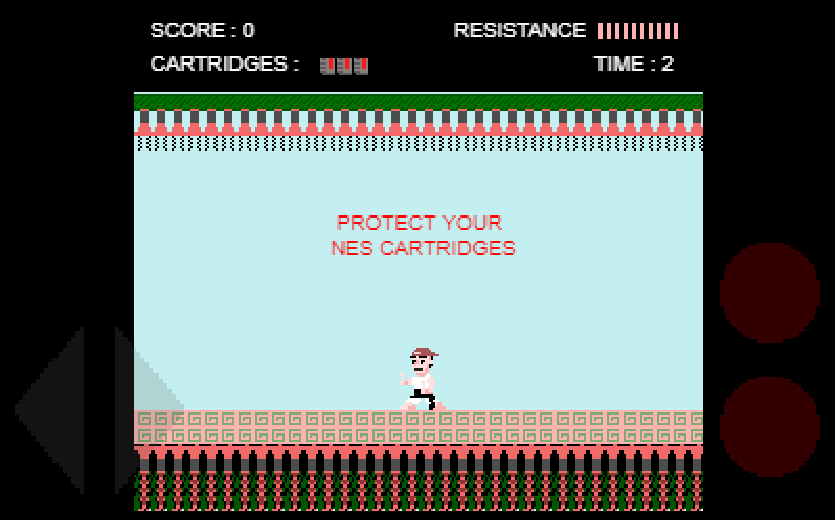 SCORE : 0
RESISTANCE
CARTRIDGES :
TIME : 2
PROTECT YOUR
NES CARTRIDGES